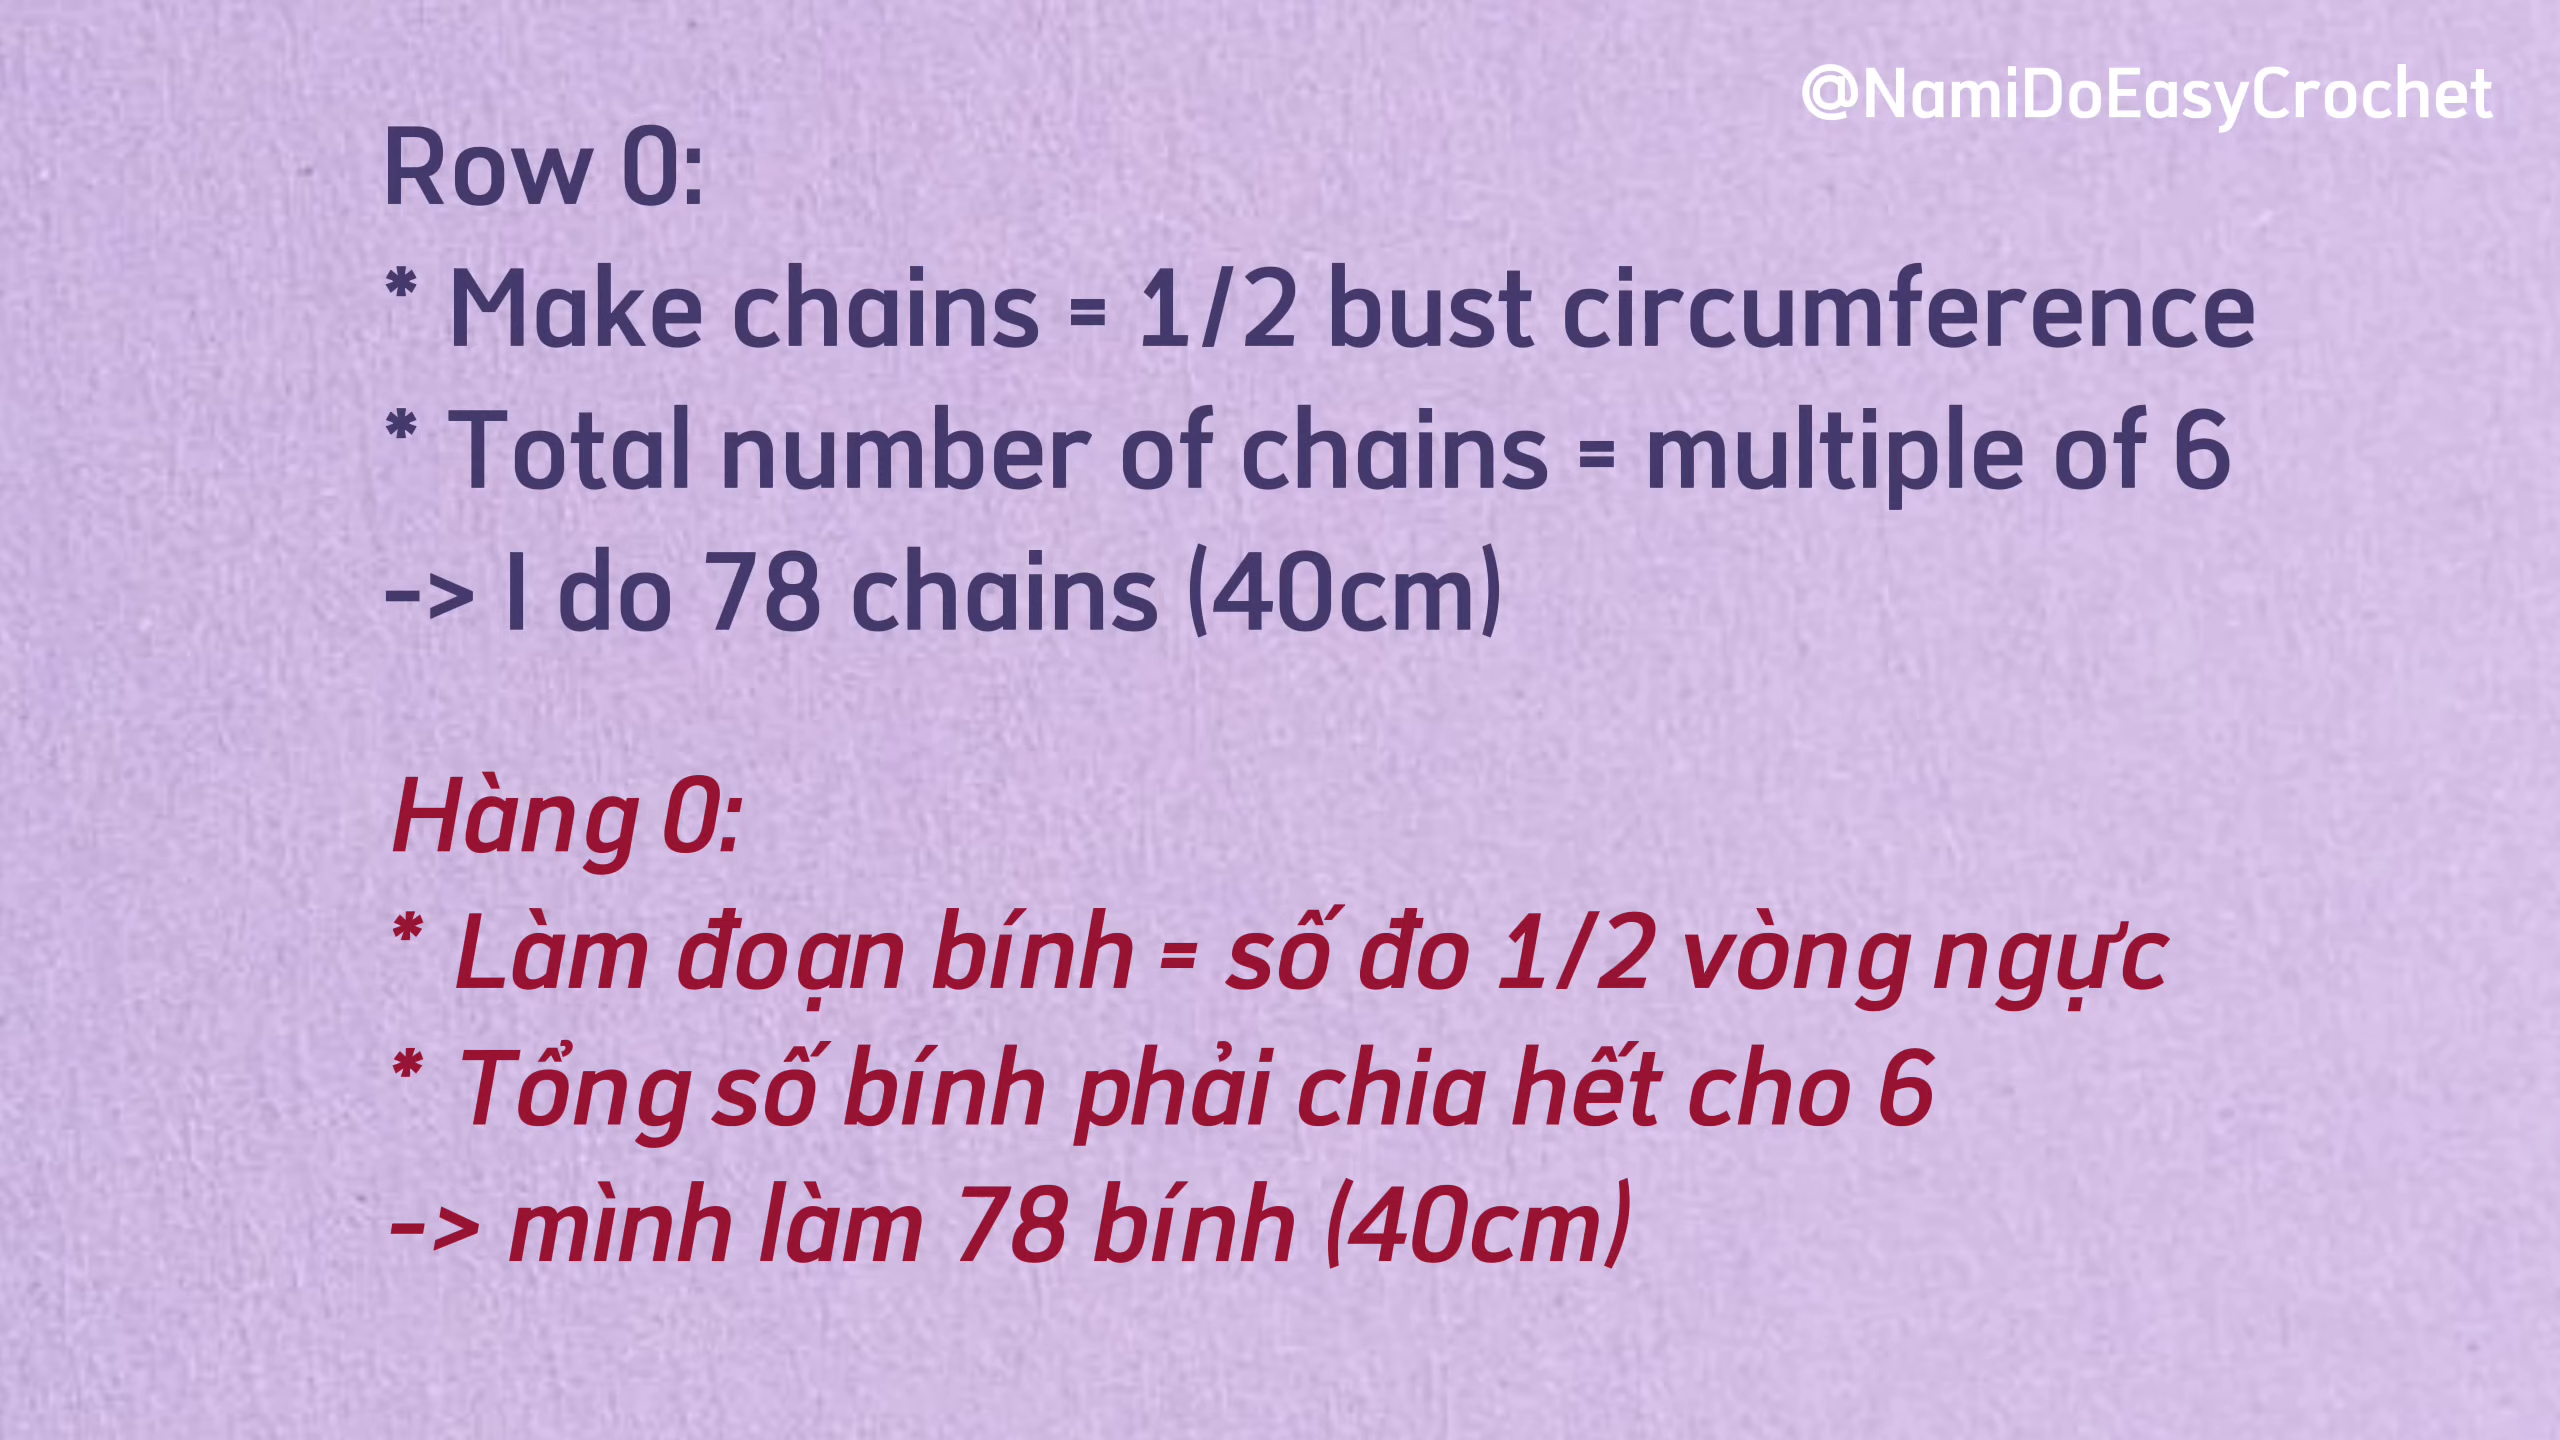 @NamiDoEasyCrochet
Row 0:
* Make chains = 1/2 bust circumference
* Total number of chains = multiple of 6
-> I do 78 chains (40cm)
Hàng 0:
* Làm đoạn bính = số đo 1/2 vòng ngực
* Tổng số bính phải chia hết cho 6
-> mình làm 78 bính (40cm)